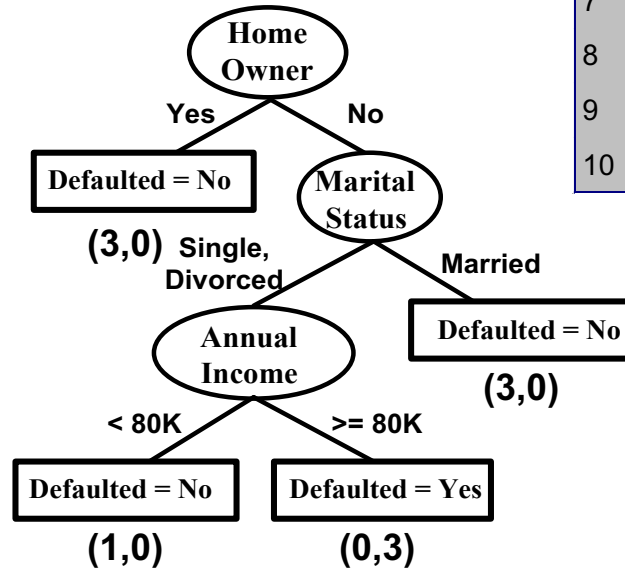 7
8
9
10
Home
Owner
Yes
No
Defaulted = No
(3,0)
Marital
Status
Single,
Divorced
Married
Annual
Income
Defaulted = No
(3,0)
< 80K
>= 80K
Defaulted = No
Defaulted = Yes
(1,0)
(0,3)